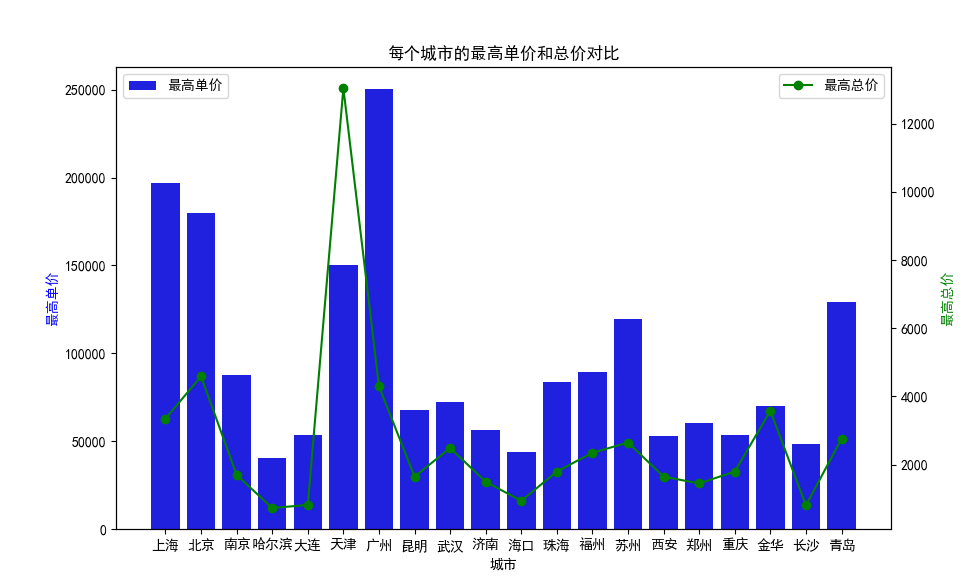 每个城市的最高单价和总价对比
最高单价
最高总价
250000
200000
150000
100000
50000
0
最高单价
12000
10000
8000
6000
4000
2000
最高总价
上海 北京 南京 哈尔滨 大连 天津 广州 昆明 武汉 济南 海口 珠海 福州 苏州 西安 郑州 重庆 金华 长沙 青岛
城市